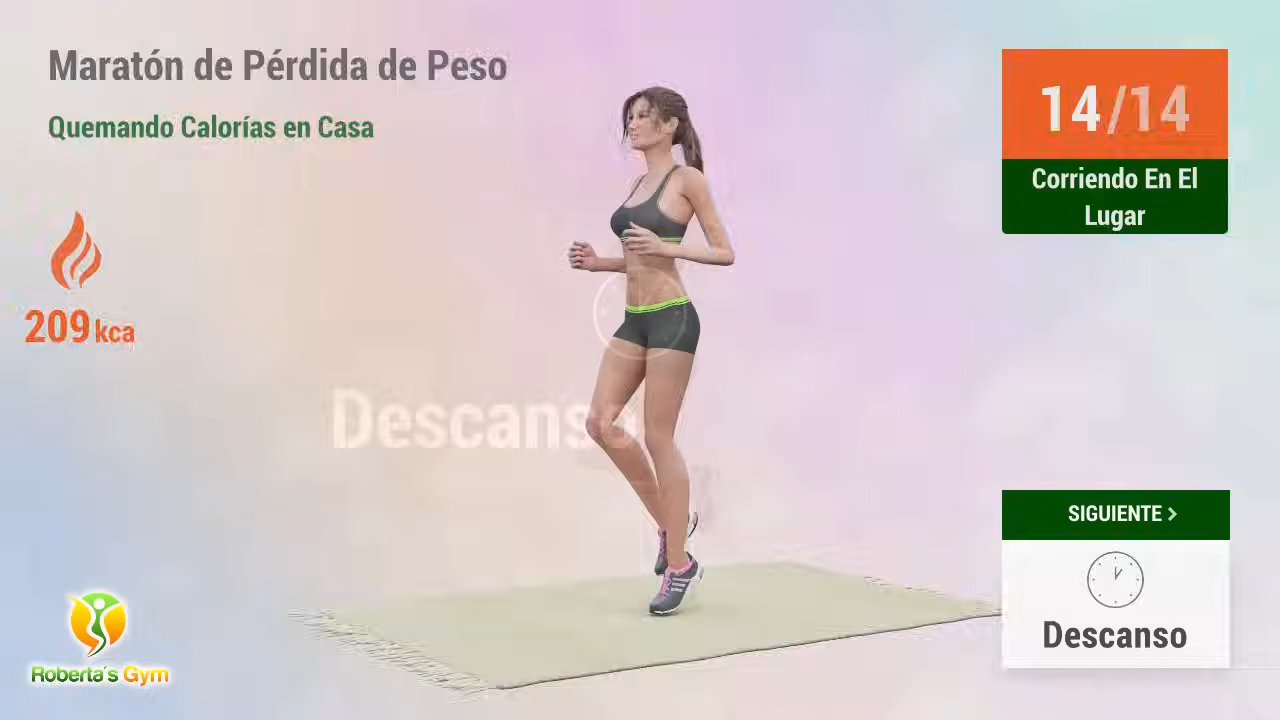 Maratón de Pérdida de Peso
Quemando Calorías en Casa
14/14
Corriendo En El
Lugar
209 kca
Descanso
SIGUIENTE >
Descanso
Roberta´s Gym